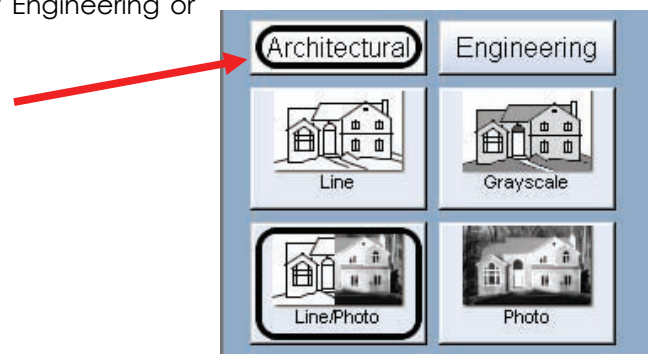 Engineering or
Architectural Engineering
Line Grayscale
Line/Photo Photo